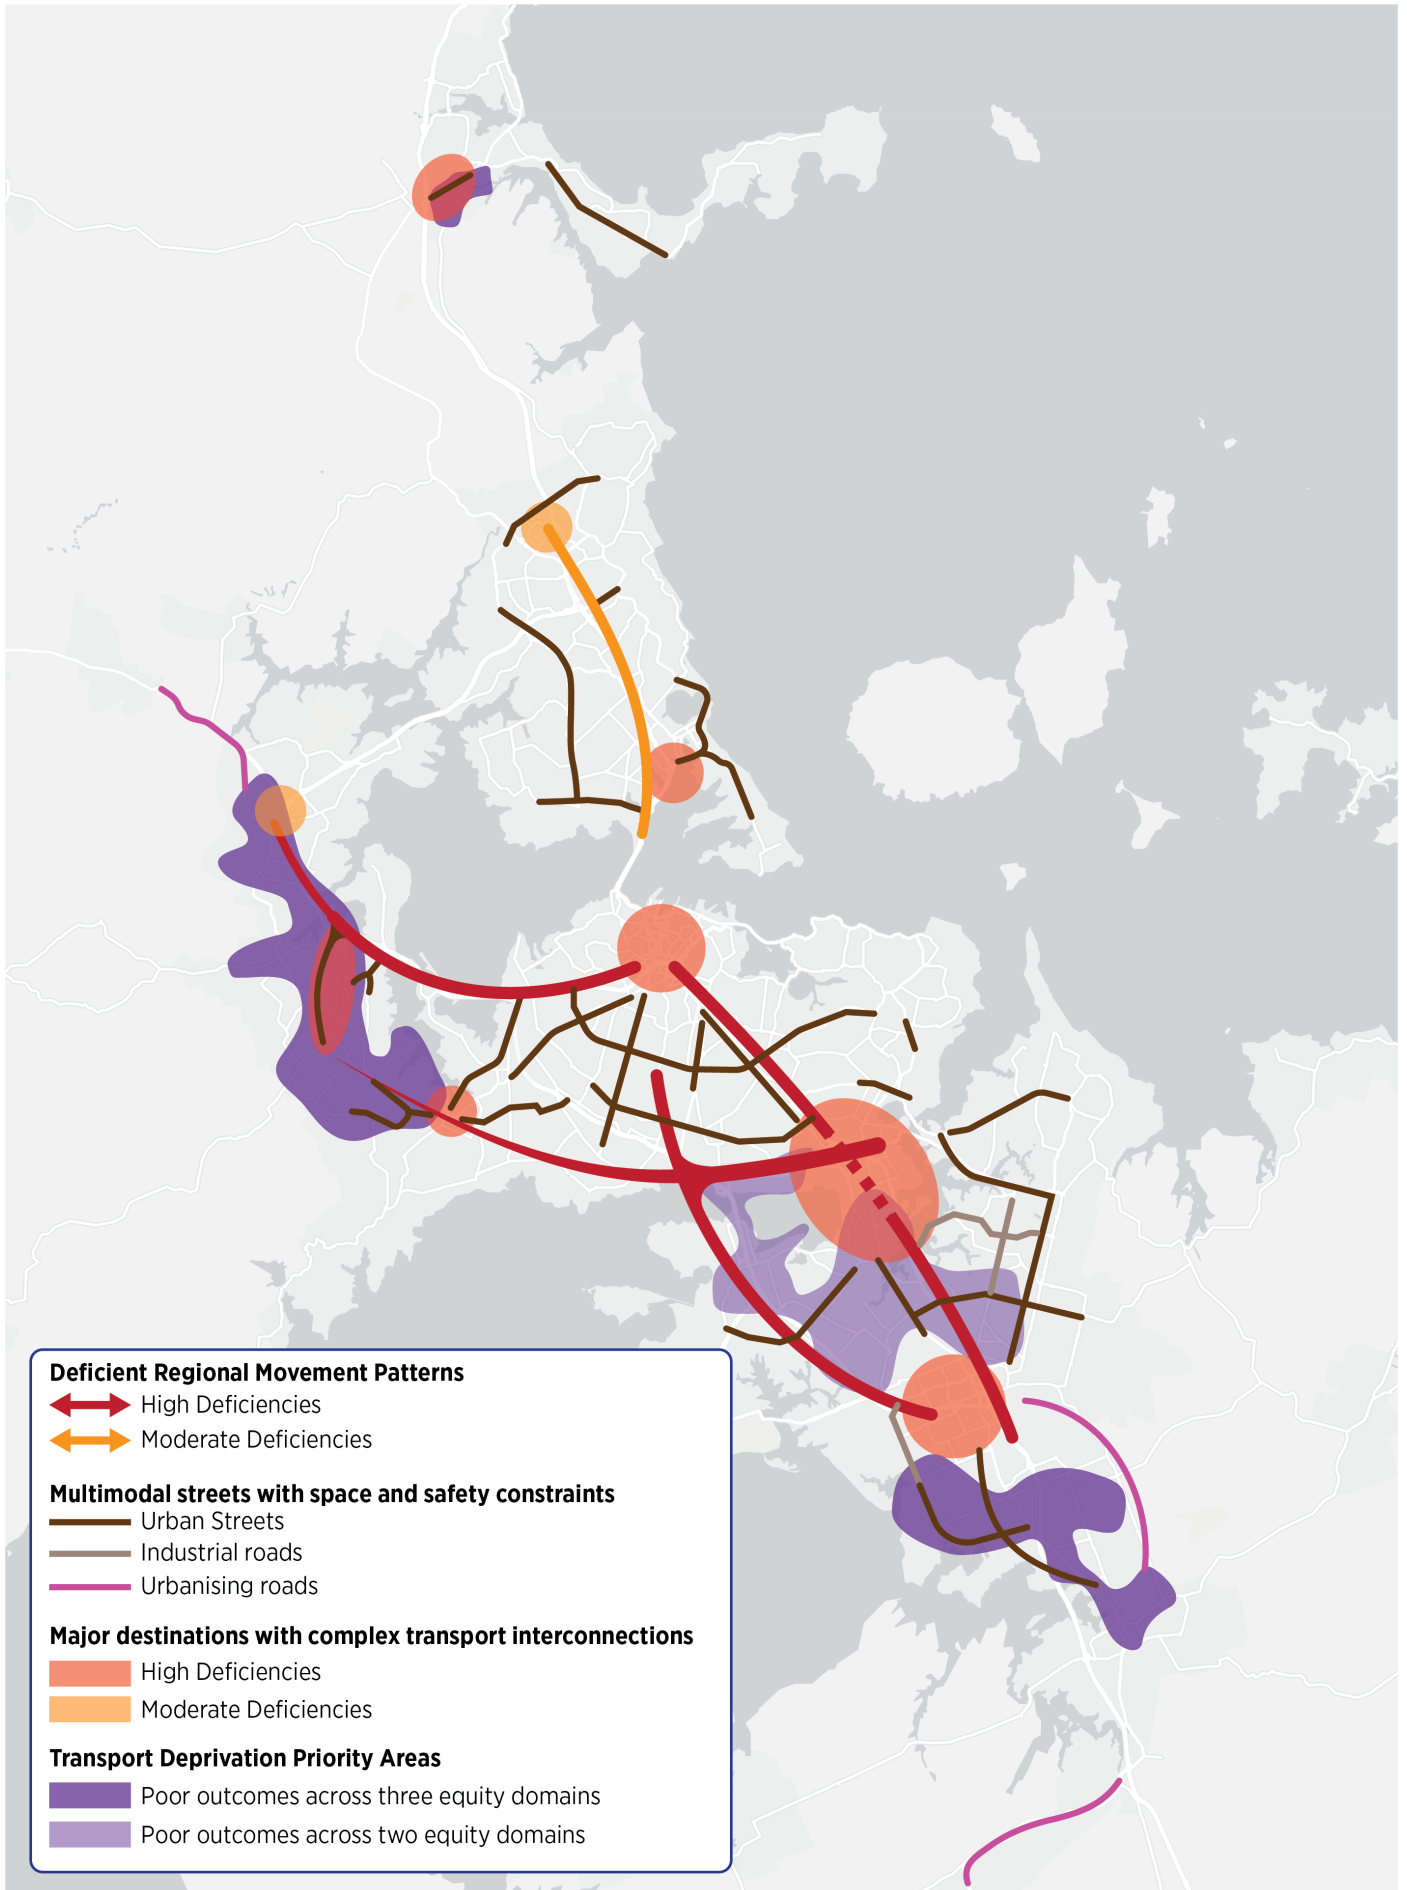 Deficient Regional Movement Patterns
High Deficiencies
Moderate Deficiencies
Multimodal streets with space and safety constraints
Urban Streets
Industrial roads
Urbanising roads
Major destinations with complex transport interconnections
High Deficiencies
Moderate Deficiencies
Transport Deprivation Priority Areas
Poor outcomes across three equity domains
Poor outcomes across two equity domains